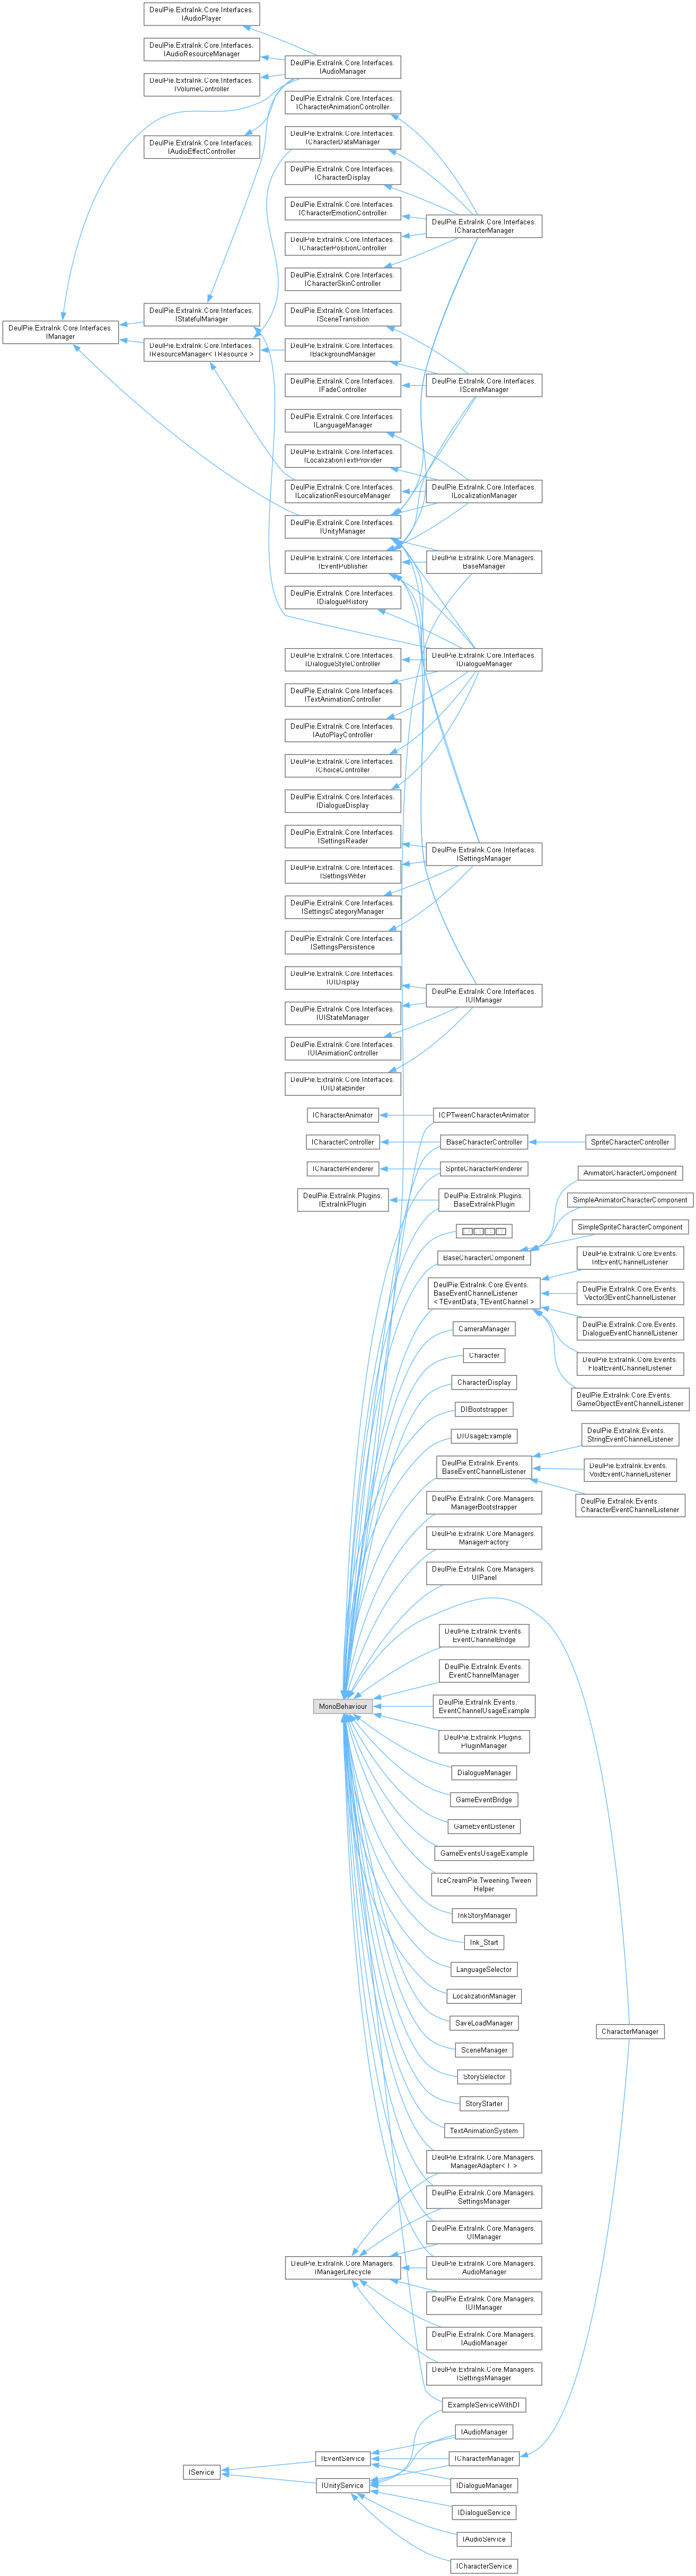 DeulPie.ExtraInk.Core.Interfaces.
IAudioPlayer
DeulPie.ExtraInk.Core.Interfaces.
IAudioResourceManager
DeulPie.ExtraInk.Core.Interfaces.
IVolumeController
DeulPie.ExtraInk.Core.Interfaces.
IAudioEffectController
DeulPie.ExtraInk.Core.Interfaces.
IManager
DeulPie.ExtraInk.Core.Interfaces.
IStatefulManager
DeulPie.ExtraInk.Core.Interfaces.
IResourceManager< TResource >
DeulPie.ExtraInk.Core.Interfaces.
IAudioManager
DeulPie.ExtraInk.Core.Interfaces.
ICharacterAnimationController
DeulPie.ExtraInk.Core.Interfaces.
ICharacterDataManager
DeulPie.ExtraInk.Core.Interfaces.
ICharacterDisplay
DeulPie.ExtraInk.Core.Interfaces.
ICharacterEmotionController
DeulPie.ExtraInk.Core.Interfaces.
ICharacterPositionController
DeulPie.ExtraInk.Core.Interfaces.
ICharacterSkinController
DeulPie.ExtraInk.Core.Interfaces.
ISceneTransition
DeulPie.ExtraInk.Core.Interfaces.
IBackgroundManager
DeulPie.ExtraInk.Core.Interfaces.
IFadeController
DeulPie.ExtraInk.Core.Interfaces.
ILanguageManager
DeulPie.ExtraInk.Core.Interfaces.
ILocalizationTextProvider
DeulPie.ExtraInk.Core.Interfaces.
ILocalizationResourceManager
DeulPie.ExtraInk.Core.Interfaces.
IUnityManager
DeulPie.ExtraInk.Core.Interfaces.
IEventPublisher
DeulPie.ExtraInk.Core.Interfaces.
IDialogueHistory
DeulPie.ExtraInk.Core.Interfaces.
IDialogueStyleController
DeulPie.ExtraInk.Core.Interfaces.
ITextAnimationController
DeulPie.ExtraInk.Core.Interfaces.
IAutoPlayController
DeulPie.ExtraInk.Core.Interfaces.
IChoiceController
DeulPie.ExtraInk.Core.Interfaces.
IDialogueDisplay
DeulPie.ExtraInk.Core.Interfaces.
ISettingsReader
DeulPie.ExtraInk.Core.Interfaces.
ISettingsWriter
DeulPie.ExtraInk.Core.Interfaces.
ISettingsCategoryManager
DeulPie.ExtraInk.Core.Interfaces.
ISettingsPersistence
DeulPie.ExtraInk.Core.Interfaces.
IUIDisplay
DeulPie.ExtraInk.Core.Interfaces.
IUIStateManager
DeulPie.ExtraInk.Core.Interfaces.
IUIAnimationController
DeulPie.ExtraInk.Core.Interfaces.
IUIDataBinder
DeulPie.ExtraInk.Core.Interfaces.
ICharacterManager
DeulPie.ExtraInk.Core.Interfaces.
ISceneManager
DeulPie.ExtraInk.Core.Interfaces.
ILocalizationManager
DeulPie.ExtraInk.Core.Managers.
BaseManager
DeulPie.ExtraInk.Core.Interfaces.
IDialogueManager
DeulPie.ExtraInk.Core.Interfaces.
ISettingsManager
DeulPie.ExtraInk.Core.Interfaces.
IUIManager
ICharacterAnimator
ICPTweenCharacterAnimator
ICharacterController
BaseCharacterController
SpriteCharacterController
ICharacterRenderer
SpriteCharacterRenderer
DeulPie.ExtraInk.Plugins.
IExtraInkPlugin
DeulPie.ExtraInk.Plugins.
BaseExtraInkPlugin
BaseCharacterComponent
AnimatorCharacterComponent
SimpleAnimatorCharacterComponent
SimpleSpriteCharacterComponent
DeulPie.ExtraInk.Core.Events.
BaseEventChannelListener
< TEventData, TEventChannel >
DeulPie.ExtraInk.Core.Events.
IntEventChannelListener
DeulPie.ExtraInk.Core.Events.
Vector3EventChannelListener
DeulPie.ExtraInk.Core.Events.
DialogueEventChannelListener
DeulPie.ExtraInk.Core.Events.
FloatEventChannelListener
DeulPie.ExtraInk.Core.Events.
GameObjectEventChannelListener
CameraManager
Character
CharacterDisplay
DIBootstrapper
DIUsageExample
DeulPie.ExtraInk.Events.
BaseEventChannelListener
DeulPie.ExtraInk.Events.
StringEventChannelListener
DeulPie.ExtraInk.Events.
VoidEventChannelListener
DeulPie.ExtraInk.Events.
CharacterEventChannelListener
DeulPie.ExtraInk.Core.Managers.
ManagerBootstrapper
DeulPie.ExtraInk.Core.Managers.
ManagerFactory
DeulPie.ExtraInk.Core.Managers.
UIPanel
DeulPie.ExtraInk.Events.
EventChannelBridge
DeulPie.ExtraInk.Events.
EventChannelManager
MonoBehaviour
DeulPie.ExtraInk.Events.
EventChannelUsageExample
DeulPie.ExtraInk.Plugins.
PluginManager
DialogueManager
GameEventBridge
GameEventListener
GameEventsUsageExample
IceCreamPie.Tweening.Tween
Helper
InkStoryManager
Ink_Start
LanguageSelector
LocalizationManager
SaveLoadManager
CharacterManager
SceneManager
StorySelector
StoryStarter
TextAnimationSystem
DeulPie.ExtraInk.Core.Managers.
ManagerAdapter< T >
DeulPie.ExtraInk.Core.Managers.
SettingsManager
DeulPie.ExtraInk.Core.Managers.
UIManager
DeulPie.ExtraInk.Core.Managers.
IManagerLifecycle
DeulPie.ExtraInk.Core.Managers.
AudioManager
DeulPie.ExtraInk.Core.Managers.
IUIManager
DeulPie.ExtraInk.Core.Managers.
IAudioManager
DeulPie.ExtraInk.Core.Managers.
ISettingsManager
ExampleServiceWithDI
IAudioManager
IService
IEventService
ICharacterManager
IUnityService
IDialogueManager
IDialogueService
IAudioService
ICharacterService